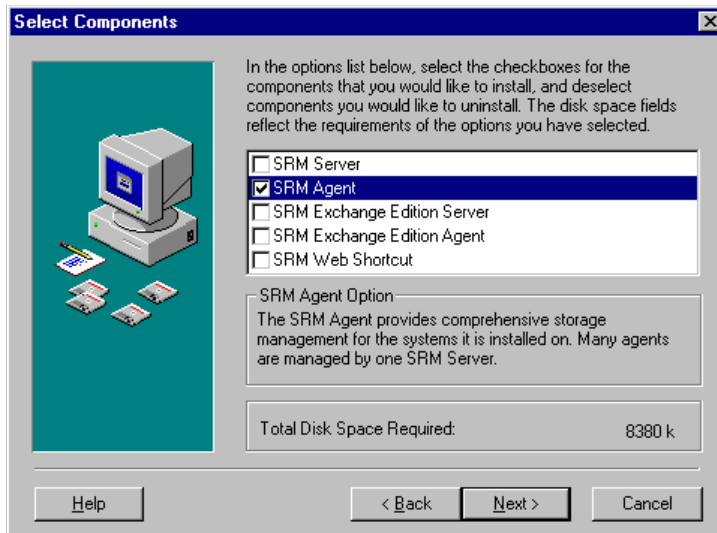 Select Components
In the options list below, select the checkboxes for the
components that you would like to install, and deselect
components you would like to uninstall. The disk space fields
reflect the requirements of the options you have selected.
SRM Server
SRM Agent
SRM Exchange Edition Server
SRM Exchange Edition Agent
SRM Web Shortcut
SRM Agent Option
The SRM Agent provides comprehensive storage
management for the systems it is installed on. Many agents
are managed by one SRM Server.
Total Disk Space Required: 8380 k
Help < Back Next > Cancel